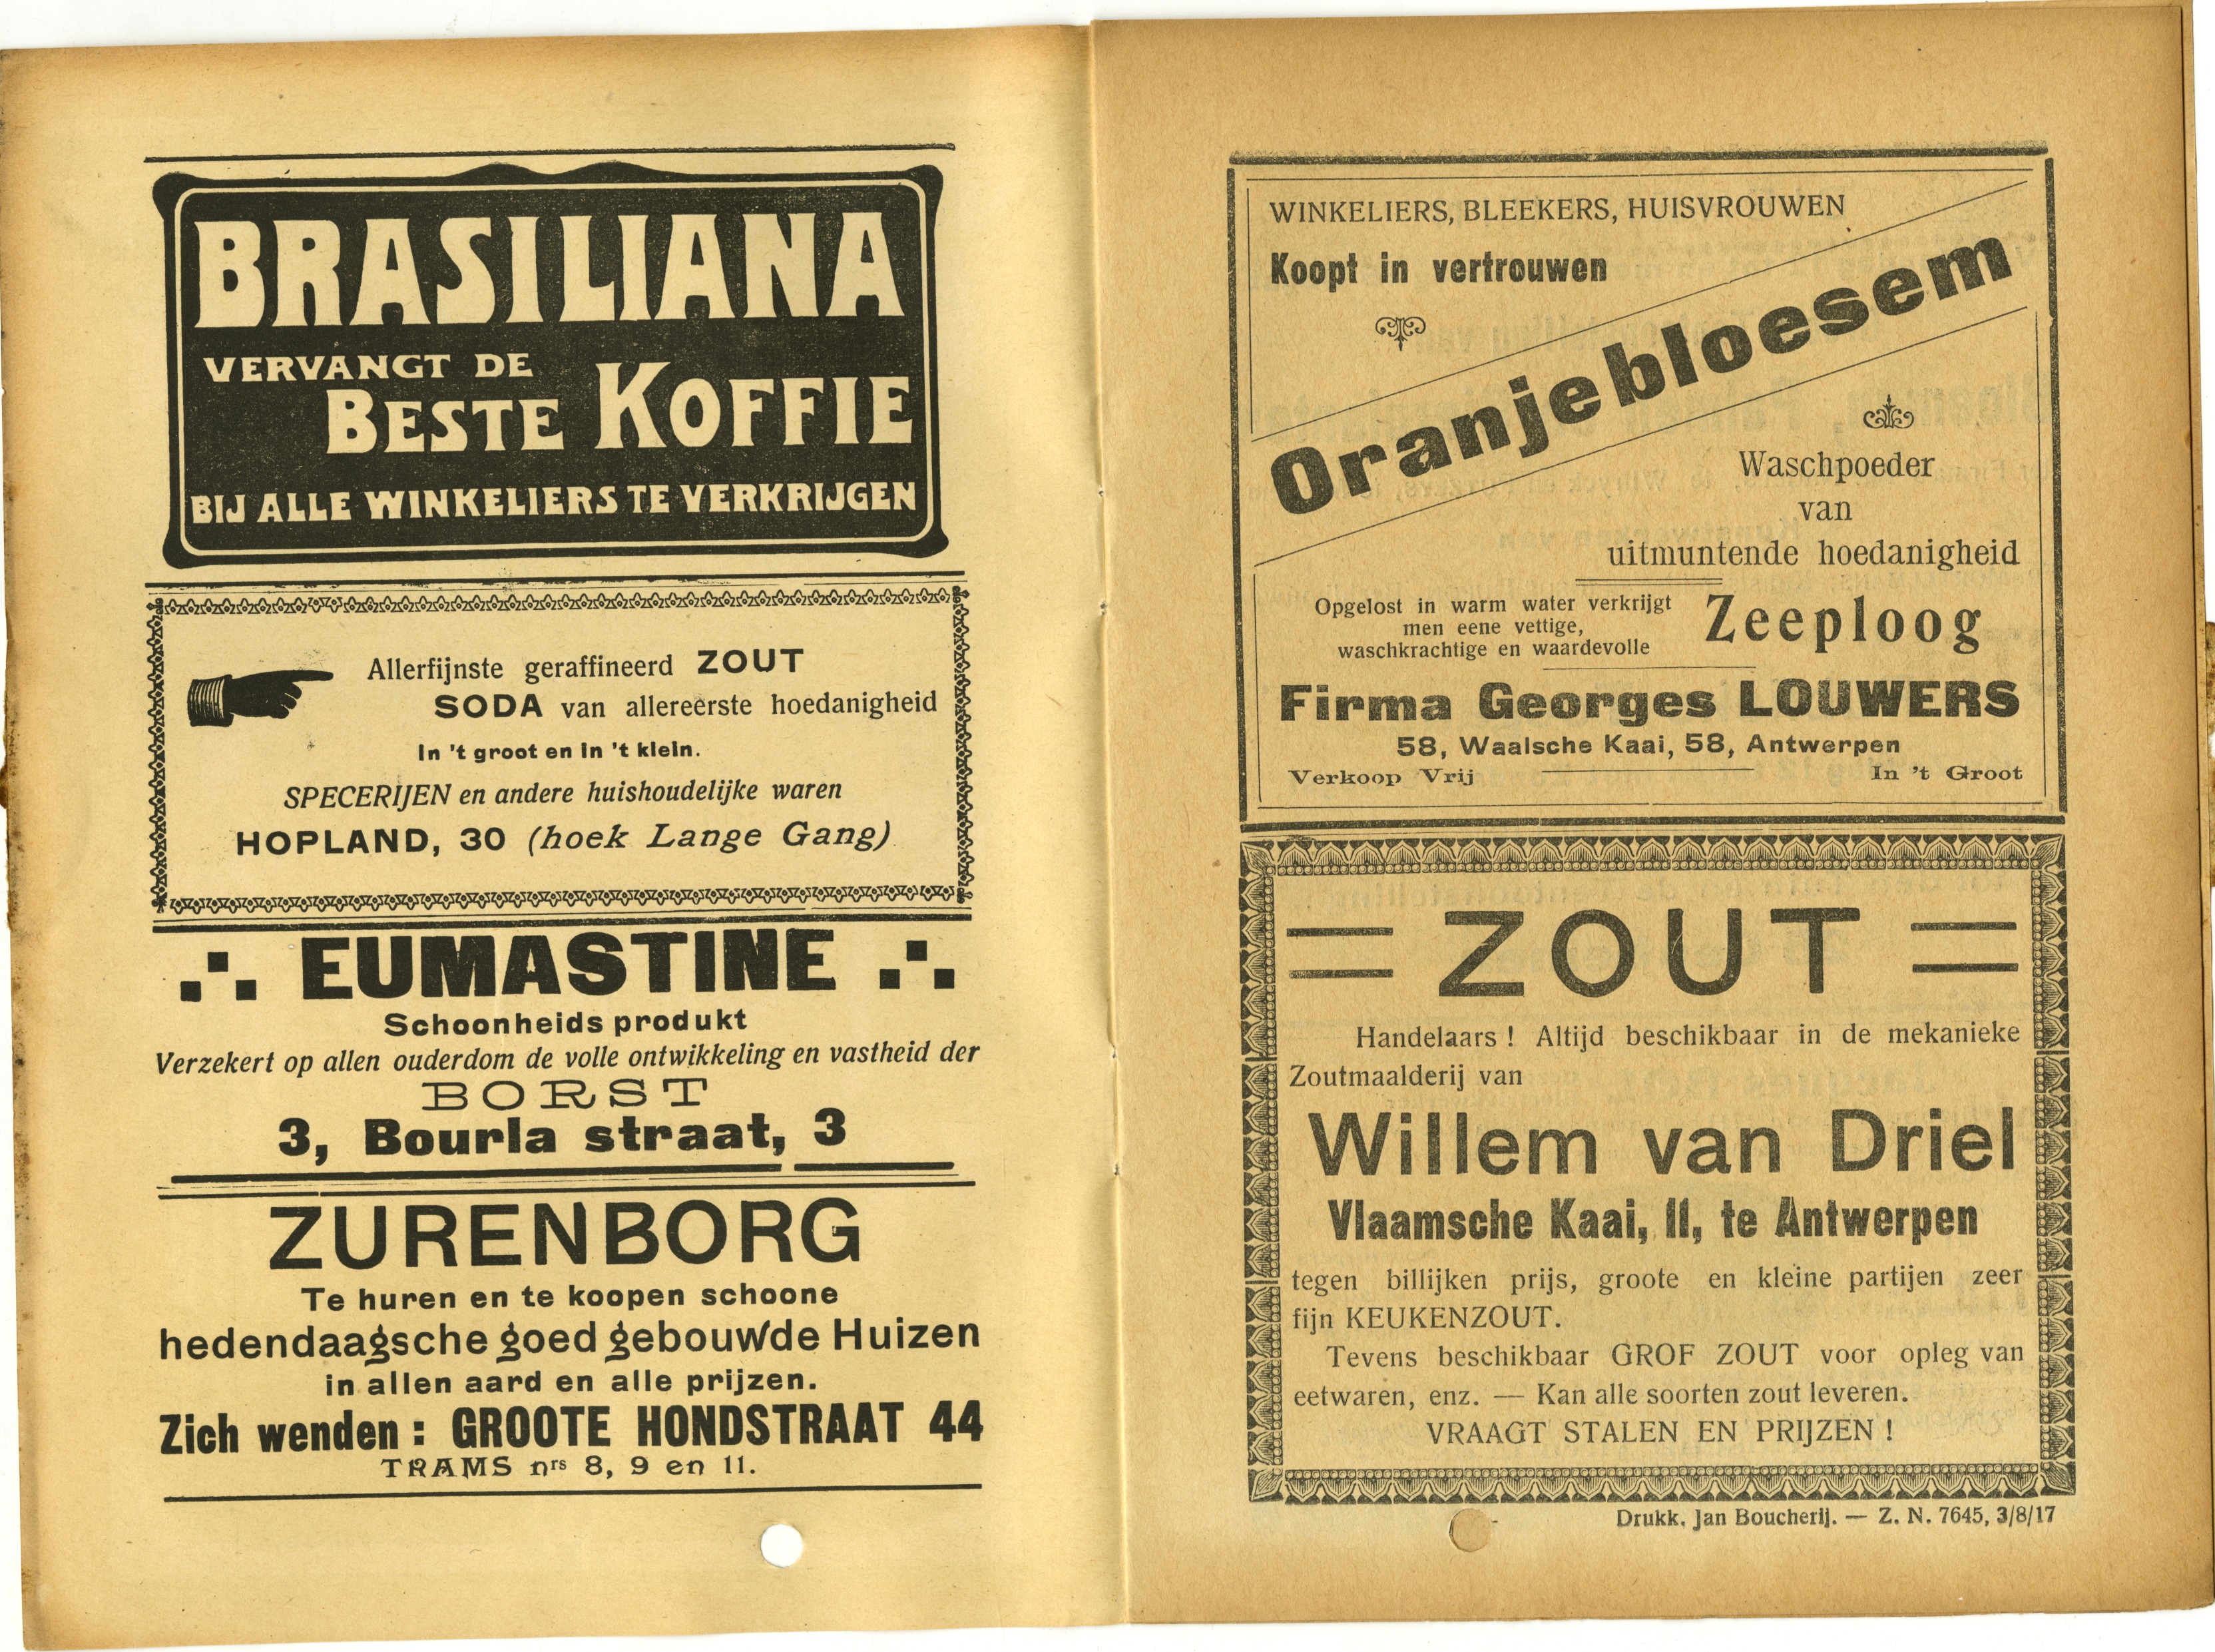 BRASILIANA
VERVANGT DE
BESTE KOFFIE
BIJ ALLE WINKELIERS TE VERKRIJGEN
Allerfijnste geraffineerd ZOUT
SODA van allereerste hoedanigheid
In 't groot en in 't klein.
SPECERIJEN en andere huishoudelijke waren
HOPLAND, 30 (hoek Lange Gang)
EUMASTINE
Schoonheids produkt
Verzekert op allen ouderdom de volle ontwikkeling en vastheid der
BORST
3, Bourla straat, 3
ZURENBORG
Te huren en te koopen schoone
hedendaagsche goed gebouwde Huizen
in allen aard en alle prijzen.
Zich wenden : GROOTE HONDSTRAAT 44
TRAMS nrs 8, 9 en 11.
WINKELIERS, BLEEKERS, HUISVROUWEN
Koopt in vertrouwen
Oranjebloesem
Waschpoeder
van
uitmuntende hoedanigheid
Opgelost in warm water verkrijgt
men eene vettige,
waschkrachtige en waardevolle
Zeeploog
Firma Georges LOUWERS
58, Waalsche Kaai, 58, Antwerpen
Verkoop Vrij In 't Groot
ZOUT
Handelaars ! Altijd beschikbaar in de mekanieke
Zoutmaalderij van
Willem van Driel
Vlaamsche Kaai, 11, te Antwerpen
tegen billijken prijs, groote en kleine partijen zeer
fijn KEUKENZOUT.
Tevens beschikbaar GROF ZOUT voor opleg van
eetwaren, enz. — Kan alle soorten zout leveren.
VRAAGT STALEN EN PRIJZEN !
Drukk. Jan Boucherij. — Z. N. 7645, 3/8/17